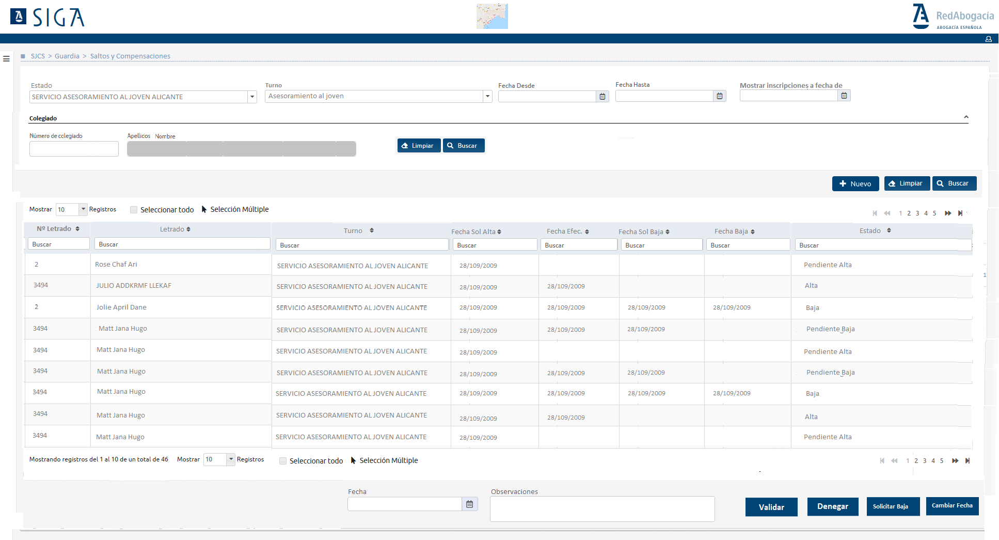 SIGA
RedAbogacía
ABOGACÍA ESPAÑOLA
SJCS > Guardia > Saltos y Compensaciones
Estado Turno Fecha Desde Fecha Hasta Mostrar inscripciones a fecha de
SERVICIO ASESORAMIENTO AL JOVEN ALICANTE Asesoramiento al joven
Colegiado
Número de colegiado Apellicos Nombre
Limpiar Buscar
Nuevo Limpiar Buscar
Mostrar 10 Registros Seleccionar todo Selección Múltiple 1 2 3 4 5
Nº Letrado Letrado Turno Fecha Sol Alta Fecha Efec. Fecha Sol Baja Fecha Baja Estado
Buscar Buscar Buscar Buscar Buscar Buscar Buscar Buscar
2 Rose Chaf Ari SERVICIO ASESORAMIENTO AL JOVEN ALICANTE 28/109/2009 Pendiente Alta
1
3494 JULIO ADDKRMF LLEKAF SERVICIO ASESORAMIENTO AL JOVEN ALICANTE 28/109/2009 28/109/2009 Alta
2 Jolie April Dane SERVICIO ASESORAMIENTO AL JOVEN ALICANTE 28/109/2009 28/109/2009 28/109/2009 28/109/2009 Baja
3494 Matt Jana Hugo SERVICIO ASESORAMIENTO AL JOVEN ALICANTE 28/109/2009 28/109/2009 28/109/2009 Pendiente Baja
3494 Matt Jana Hugo SERVICIO ASESORAMIENTO AL JOVEN ALICANTE 28/109/2009 Pendiente Alta
3494 Matt Jana Hugo SERVICIO ASESORAMIENTO AL JOVEN ALICANTE 28/109/2009 28/109/2009 28/109/2009 Pendiente Baja
3494 Matt Jana Hugo SERVICIO ASESORAMIENTO AL JOVEN ALICANTE 28/109/2009 28/109/2009 28/109/2009 28/109/2009 Baja
3494 Matt Jana Hugo SERVICIO ASESORAMIENTO AL JOVEN ALICANTE 28/109/2009 28/109/2009 Alta
3494 Matt Jana Hugo SERVICIO ASESORAMIENTO AL JOVEN ALICANTE 28/109/2009 Pendiente Alta
Mostrando registros del 1 al 10 de un total de 46 Mostrar 10 Registros Seleccionar todo Selección Múltiple 1 2 3 4 5
Fecha Observaciones
Validar Denegar Solicitar Baja Cambiar Fecha